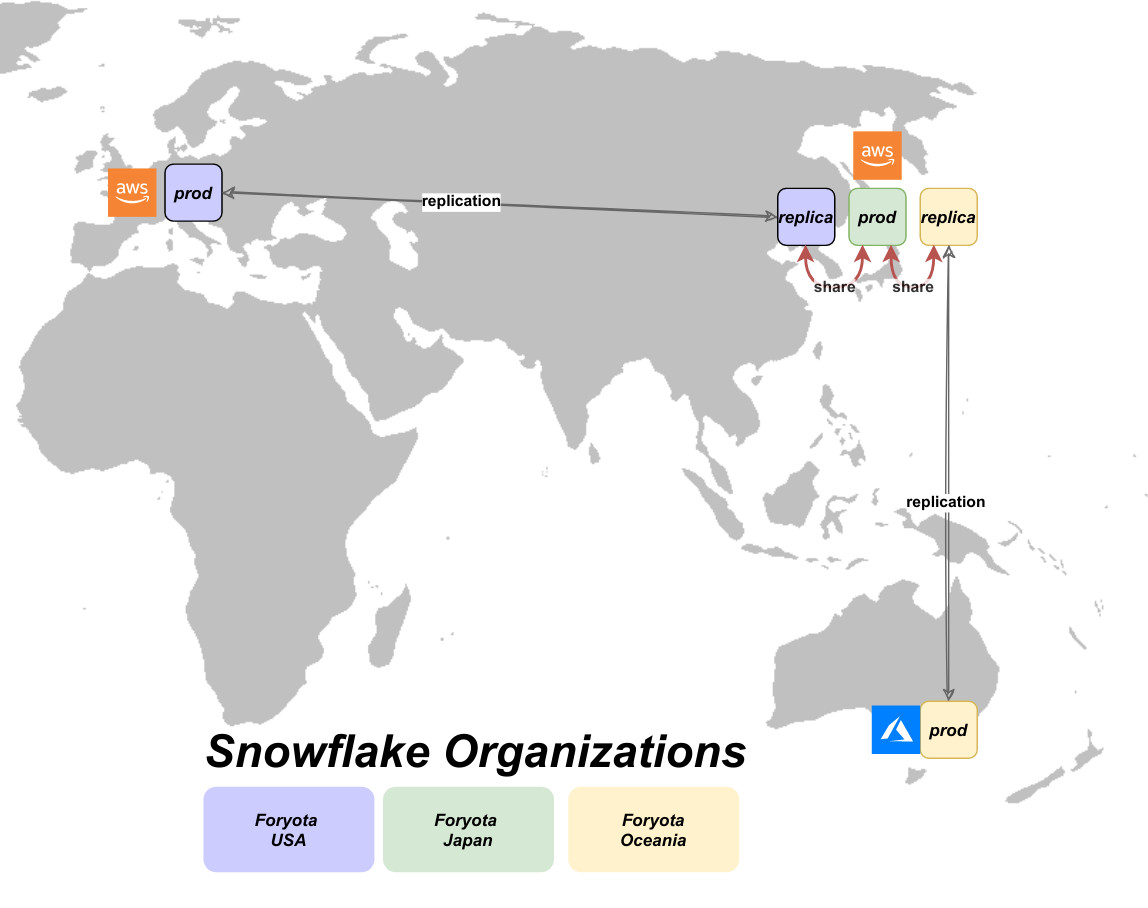 aws
aws
prod
replication
replica
prod
replica
share
share
replication
prod
Snowflake Organizations
Foryota
USA
Foryota
Japan
Foryota
Oceania